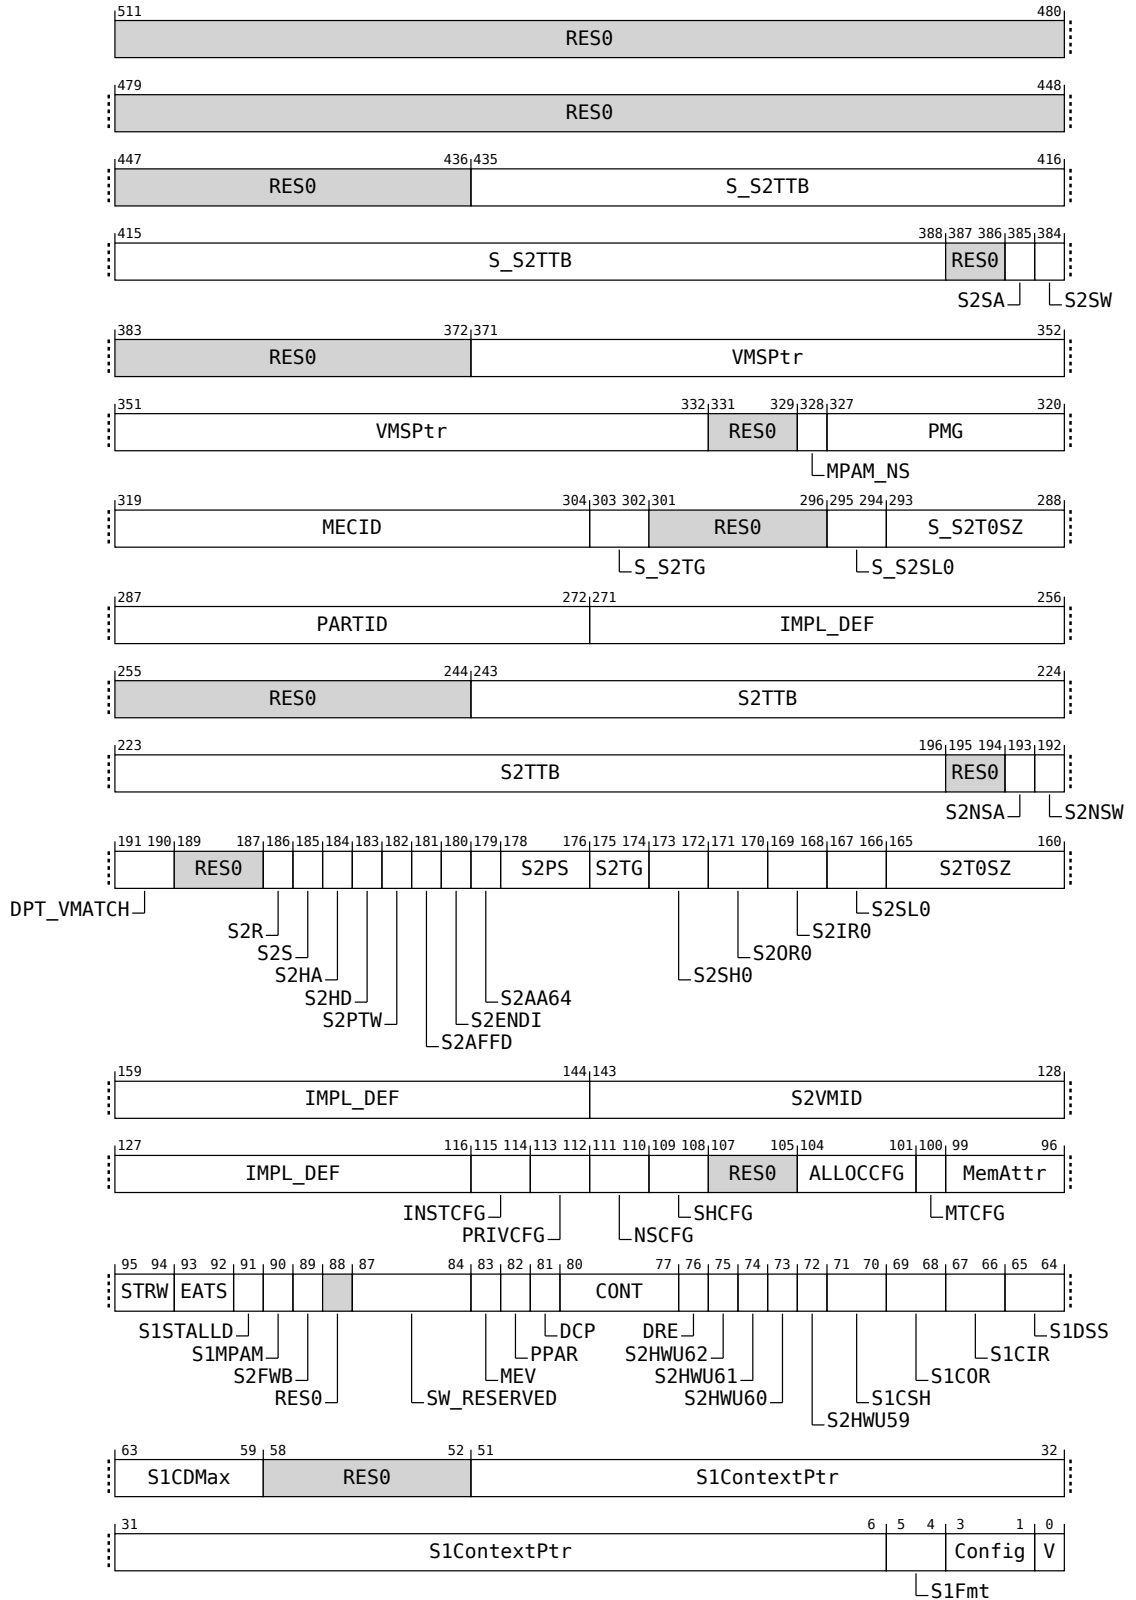 511 480
RES0
479 448
RES0
447 436 435 416
RES0 S_S2TTB
415 388 387 386 385 384
S_S2TTB RES0
S2SA S2SW
383 372 371 352
RES0 VMSPtr
351 332 331 329 328 327 320
VMSPtr RES0 PMG
MPAM_NS
319 304 303 302 301 296 295 294 293 288
MECID RES0 S_S2T0SZ
S_S2TG S_S2SL0
287 272 271 256
PARTID IMPL_DEF
255 244 243 224
RES0 S2TTB
223 196 195 194 193 192
S2TTB RES0
S2NSA S2NSW
191 190 189 187 186 185 184 183 182 181 180 179 178 176 175 174 173 172 171 170 169 168 167 166 165 160
RES0 S2PS S2TG S2T0SZ
DPT_VMATCH S2SL0
S2R S2IR0
S2S S2OR0
S2HA S2SH0
S2HD S2AA64
S2PTW S2ENDI
S2AFFD
159 144 143 128
IMPL_DEF S2VMID
127 116 115 114 113 112 111 110 109 108 107 105 104 101 100 99 96
IMPL_DEF RES0 ALLOCCFG MemAttr
INSTCFG SHCFG MTCFG
PRIVCFG NSCFG
95 94 93 92 91 90 89 88 87 84 83 82 81 80 77 76 75 74 73 72 71 70 69 68 67 66 65 64
STRW EATS CONT
S1STALLD DCP DRE S1DSS
S1MPAM PPAR S2HWU62 S1CIR
S2FWB MEV S2HWU61 S1COR
RES0 SW_RESERVED S2HWU60 S1CSH
S2HWU59
63 59 58 52 51 32
S1CDMax RES0 S1ContextPtr
31 6 5 4 3 1 0
S1ContextPtr Config V
S1Fmt